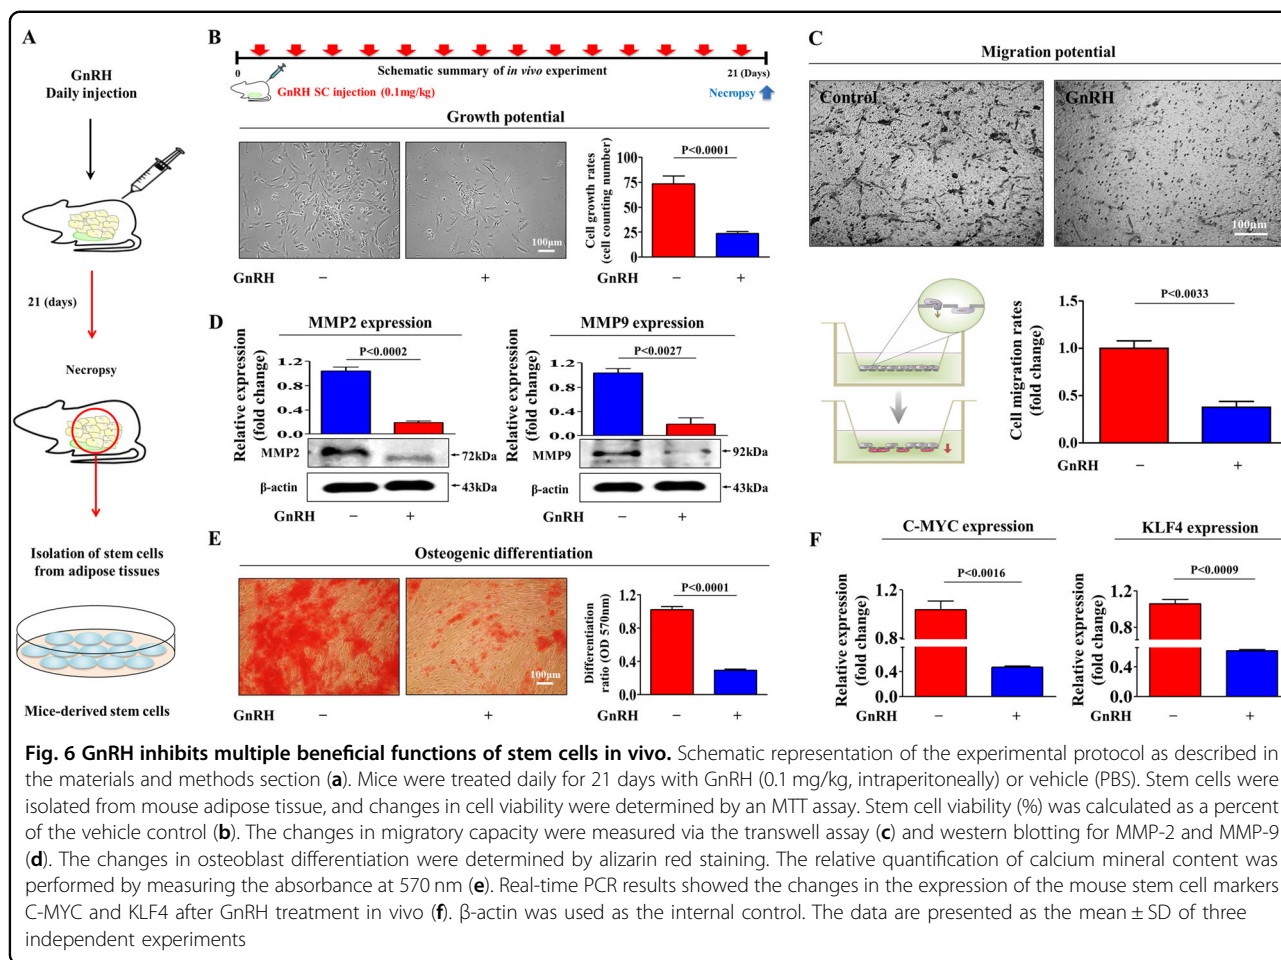 A
GnRH
Daily injection
21 (days)
Necropsy
Isolation of stem cells
from adipose tissues
Mice-derived stem cells
B
0
Schematic summary of in vivo experiment
21 (Days)
GnRH SC injection (0.1mg/kg)
Necropsy
Growth potential
100μm
GnRH − +
Cell growth rates
(cell counting number)
100
75
50
25
0
P<0.0001
GnRH − +
C
Migration potential
Control
GnRH
100μm
Cell migration rates
(fold change)
1.5
1.0
0.5
0.0
P<0.0033
GnRH − +
D
MMP2 expression
Relative expression
(fold change)
1.2
0.8
0.4
0.0
P<0.0002
MMP2
72kDa
β-actin
43kDa
GnRH − +
MMP9 expression
Relative expression
(fold change)
1.2
0.8
0.4
0.0
P<0.0027
MMP9
92kDa
β-actin
43kDa
GnRH − +
E
Osteogenic differentiation
100μm
GnRH − +
Differentiation
ratio (OD 570nm)
1.2
0.8
0.4
0.0
P<0.0001
GnRH − +
F
C-MYC expression
Relative expression
(fold change)
1.2
0.8
0.4
0.0
P<0.0016
GnRH − +
KLF4 expression
Relative expression
(fold change)
1.2
0.8
0.4
0.0
P<0.0009
GnRH − +
Fig. 6 GnRH inhibits multiple beneficial functions of stem cells in vivo. Schematic representation of the experimental protocol as described in
the materials and methods section (a). Mice were treated daily for 21 days with GnRH (0.1 mg/kg, intraperitoneally) or vehicle (PBS). Stem cells were
isolated from mouse adipose tissue, and changes in cell viability were determined by an MTT assay. Stem cell viability (%) was calculated as a percent
of the vehicle control (b). The changes in migratory capacity were measured via the transwell assay (c) and western blotting for MMP-2 and MMP-9
(d). The changes in osteoblast differentiation were determined by alizarin red staining. The relative quantification of calcium mineral content was
performed by measuring the absorbance at 570 nm (e). Real-time PCR results showed the changes in the expression of the mouse stem cell markers
C-MYC and KLF4 after GnRH treatment in vivo (f). β-actin was used as the internal control. The data are presented as the mean ± SD of three
independent experiments